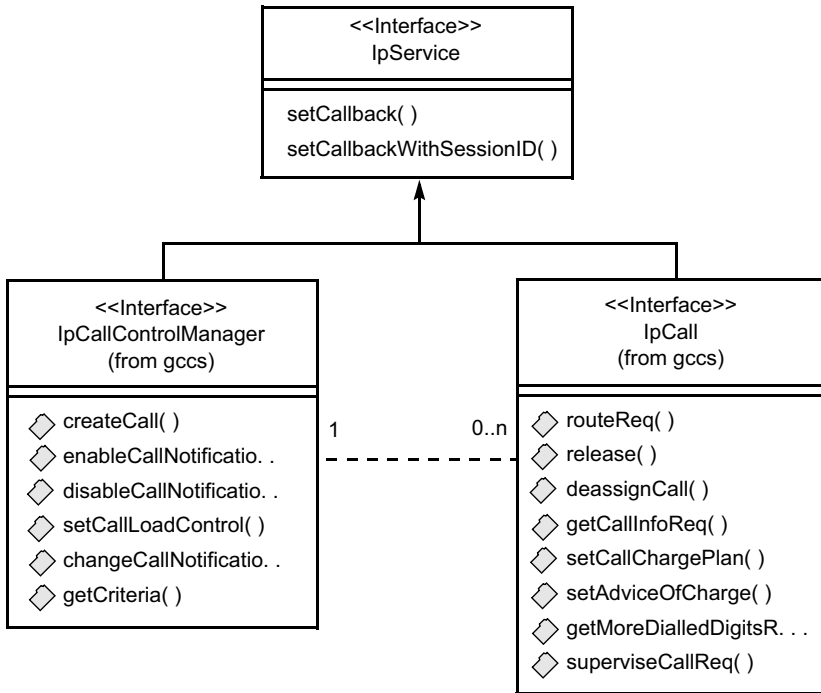 <<Interface>>
IpService
setCallback( )
setCallbackWithSessionID( )
<<Interface>>
IpCallControlManager
(from gccs)
createCall( )
enableCallNotificatio. .
disableCallNotificatio. .
setCallLoadControl( )
changeCallNotificatio. .
getCriteria( )
1
0..n
<<Interface>>
IpCall
(from gccs)
routeReq( )
release( )
deassignCall( )
getCallInfoReq( )
setCallChargePlan( )
setAdviceOfCharge( )
getMoreDialledDigitsR. . .
superviseCallReq( )